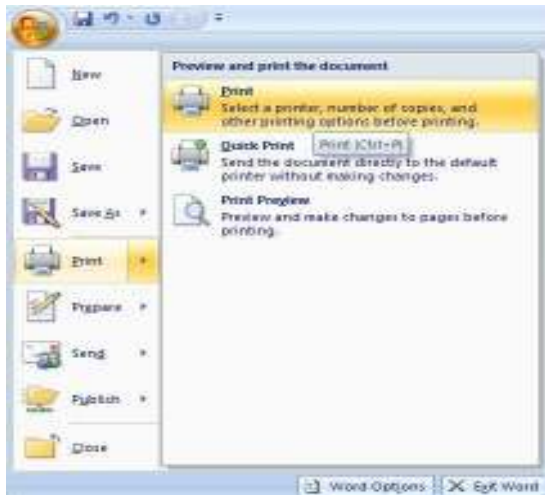 New
Open
Save
Save As
Print
Prepare
Send
Publish
Close
Preview and print the document
Print
Select a printer, number of copies, and
other printing options before printing.
Quick Print
Print (Ctrl+P)
Send the document directly to the default
printer without making changes.
Print Preview
Preview and make changes to pages before
printing.
Word Options
Exit Word